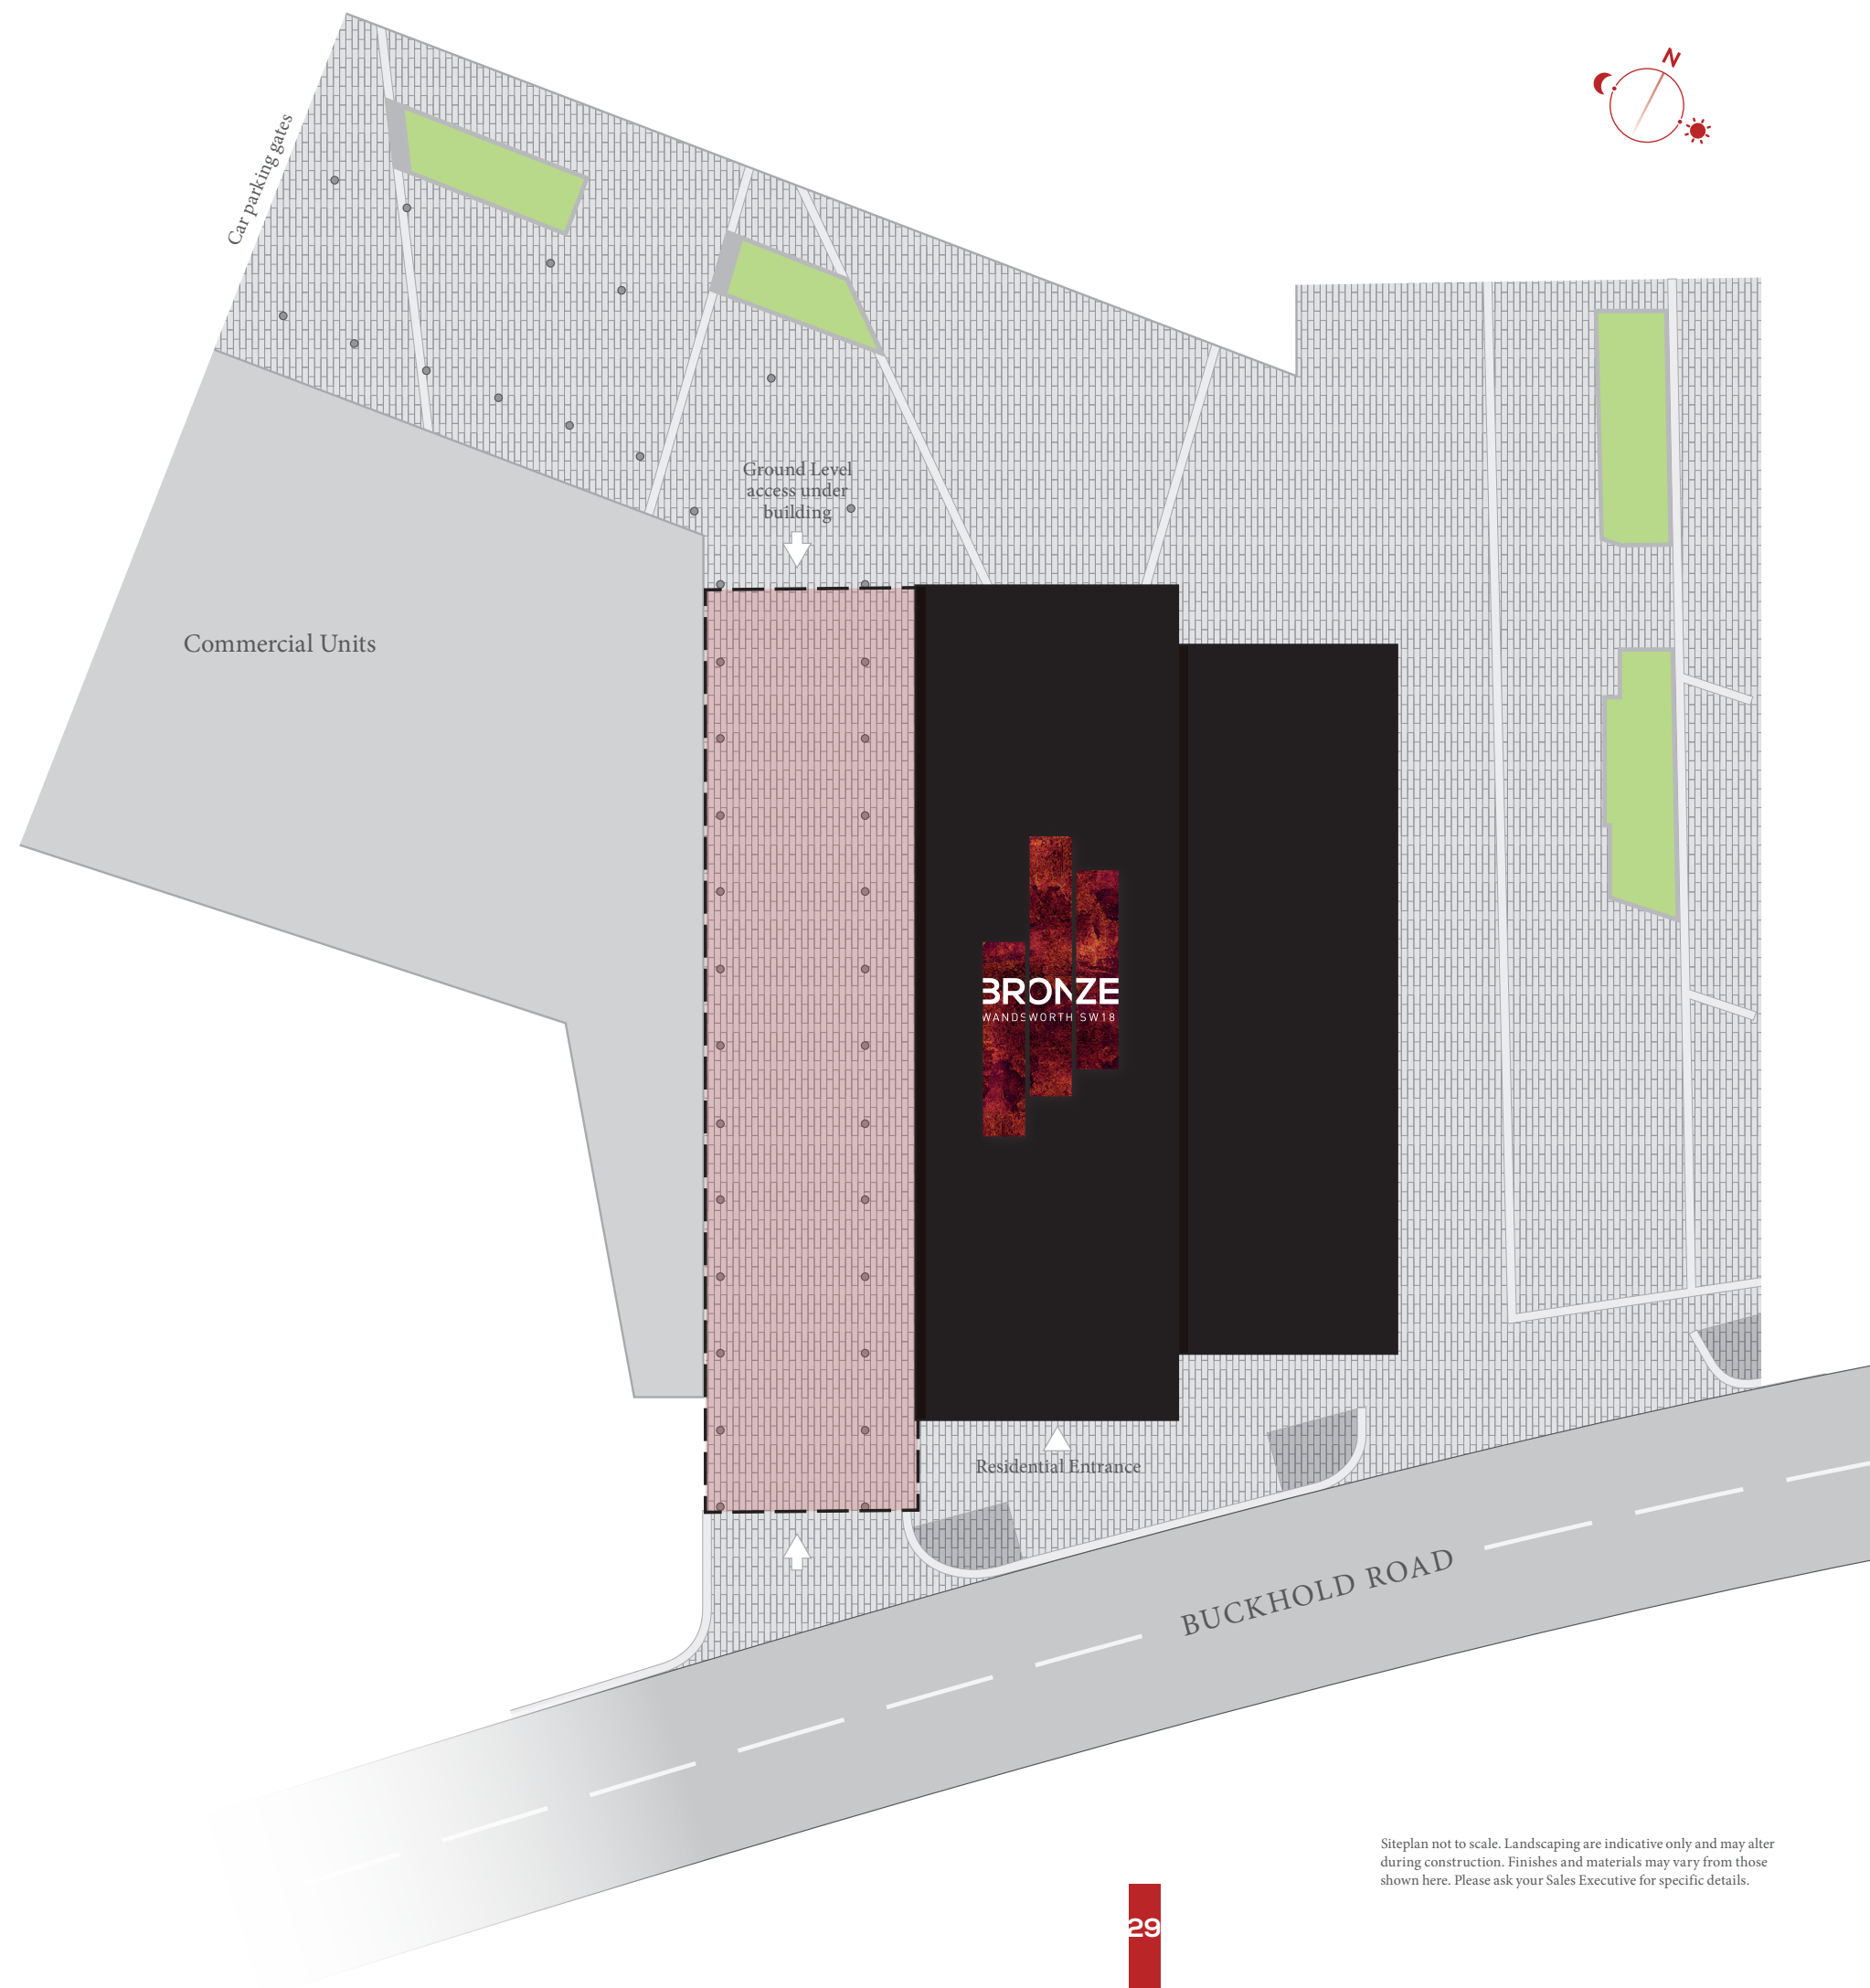 N
Car parking gates
Ground Level
access under
building
Commercial Units
BRONZE
WANDSWORTH SW18
Residential Entrance
BUCKHOLD ROAD
Siteplan not to scale. Landscaping are indicative only and may alter
during construction. Finishes and materials may vary from those
shown here. Please ask your Sales Executive for specific details.
29